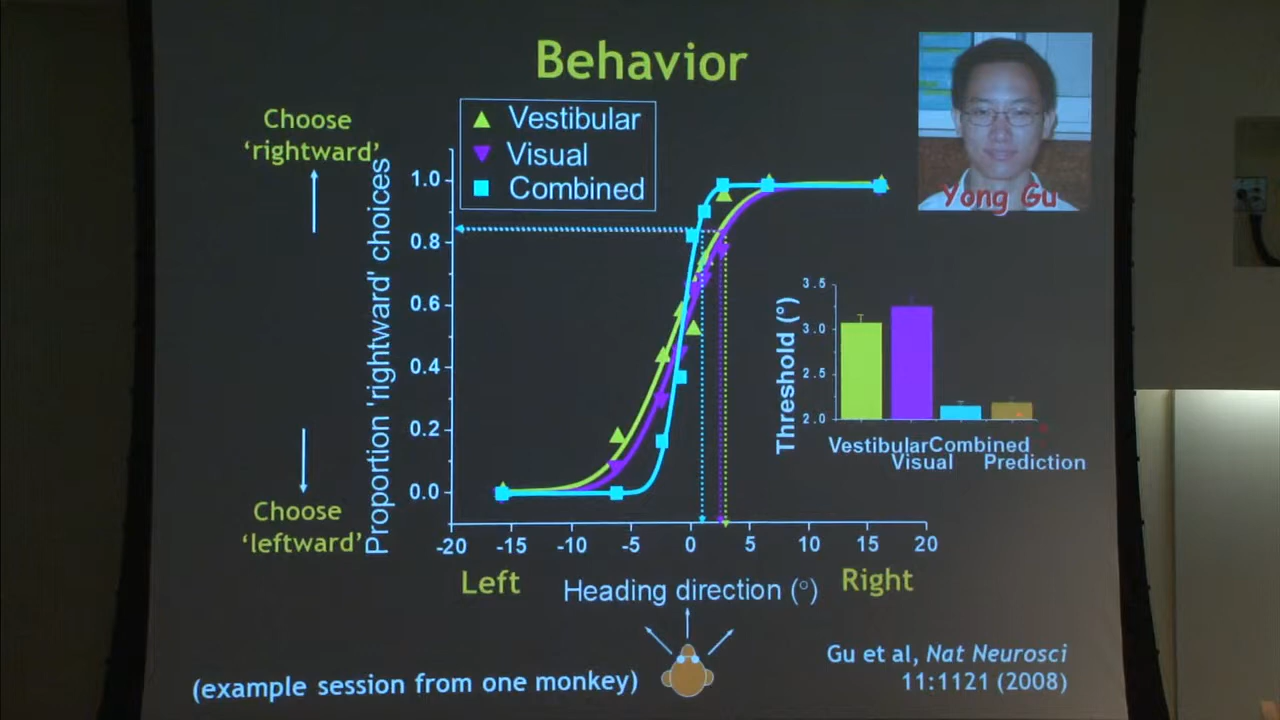 Behavior
Yong Gu
Choose
‘rightward’
Vestibular
Visual
Combined
Proportion 'rightward' choices
1.0
0.8
0.6
0.4
0.2
0.0
Choose
‘leftward’
-20 -15 -10 -5 0 5 10 15 20
Left Heading direction (°) Right
Threshold (°)
3.5
3.0
2.5
2.0
Vestibular Combined
Visual Prediction
(example session from one monkey)
Gu et al, Nat Neurosci
11:1121 (2008)